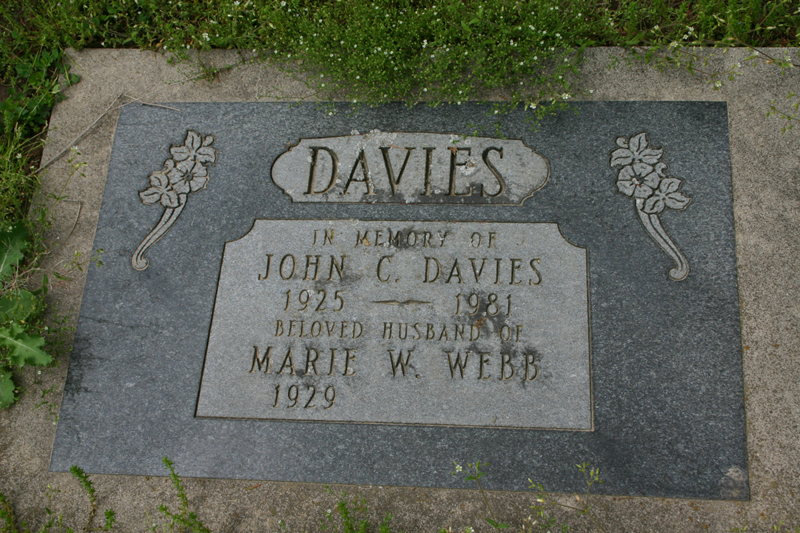 DAVIES
IN MEMORY OF
JOHN C. DAVIES
1925 — 1981
BELOVED HUSBAND OF
MARIE W. WEBB
1929